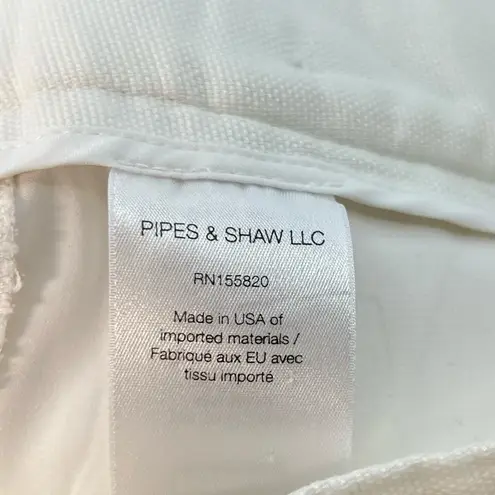 PIPES & SHAW LLC
RN155820
Made in USA of
imported materials /
Fabriqué aux EU avec
tissu importé